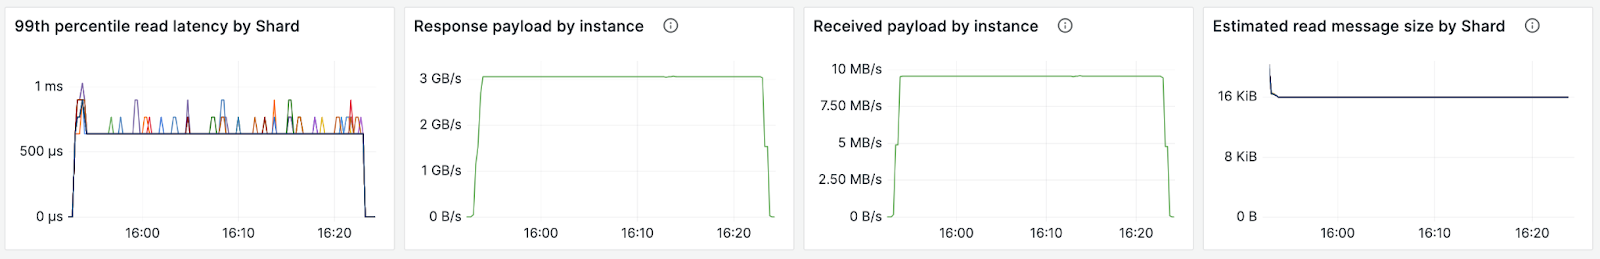 99th percentile read latency by Shard
1 ms
500 µs
0 µs
16:00 16:10 16:20
Response payload by instance
3 GB/s
2 GB/s
1 GB/s
0 B/s
16:00 16:10 16:20
Received payload by instance
10 MB/s
7.50 MB/s
5 MB/s
2.50 MB/s
0 B/s
16:00 16:10 16:20
Estimated read message size by Shard
16 KiB
8 KiB
0 B
16:00 16:10 16:20